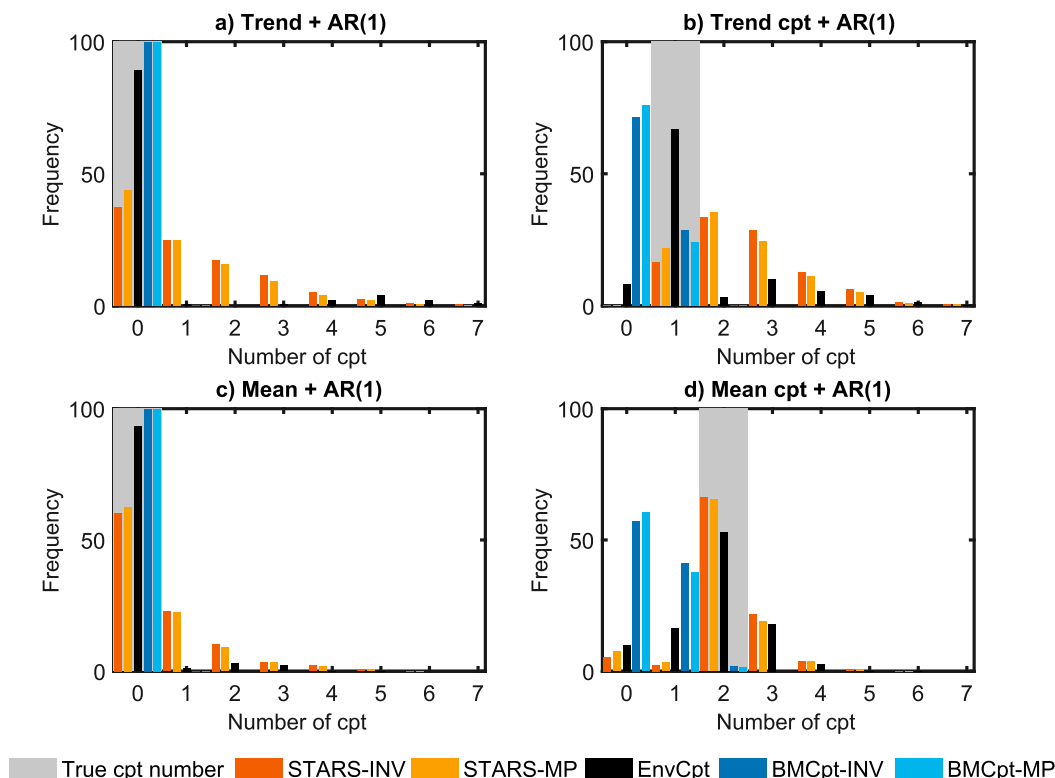 a) Trend + AR(1)
b) Trend cpt + AR(1)
100
50
0
Frequency
0 1 2 3 4 5 6 7
Number of cpt
100
50
0
Frequency
0 1 2 3 4 5 6 7
Number of cpt
c) Mean + AR(1)
d) Mean cpt + AR(1)
100
50
0
Frequency
0 1 2 3 4 5 6 7
Number of cpt
100
50
0
Frequency
0 1 2 3 4 5 6 7
Number of cpt
True cpt number STARS-INV STARS-MP EnvCpt BMCpt-INV BMCpt-MP